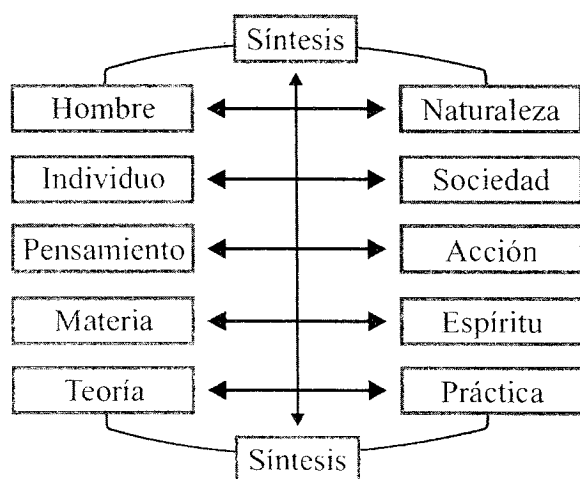 Síntesis
Hombre
Naturaleza
Individuo
Sociedad
Pensamiento
Acción
Materia
Espíritu
Teoría
Práctica
Síntesis